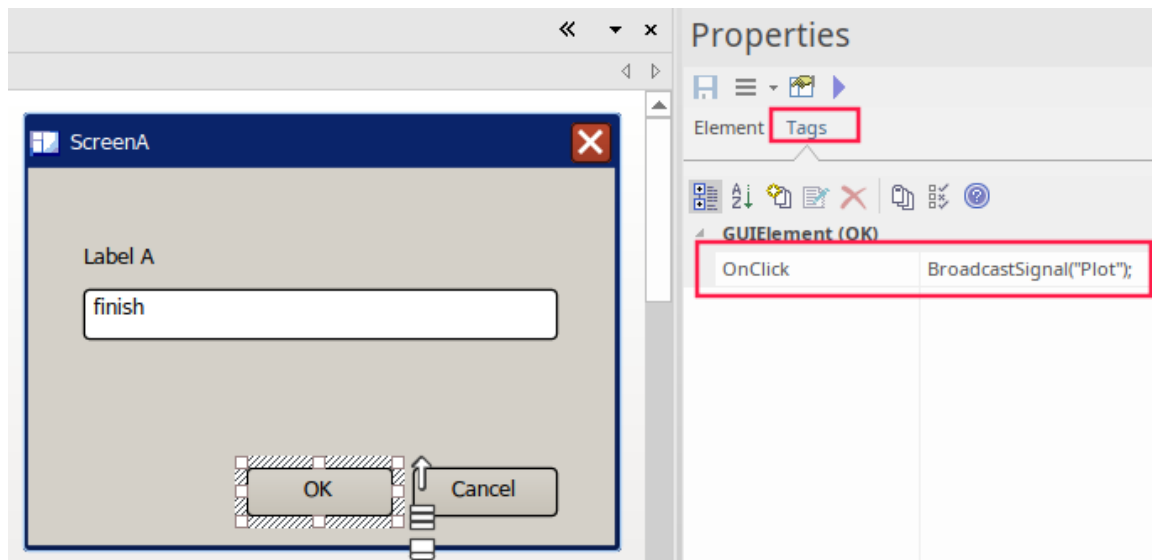 Properties
Element Tags
ScreenA
GUIElement (OK)
OnClick BroadcastSignal("Plot");
Label A
finish
OK Cancel